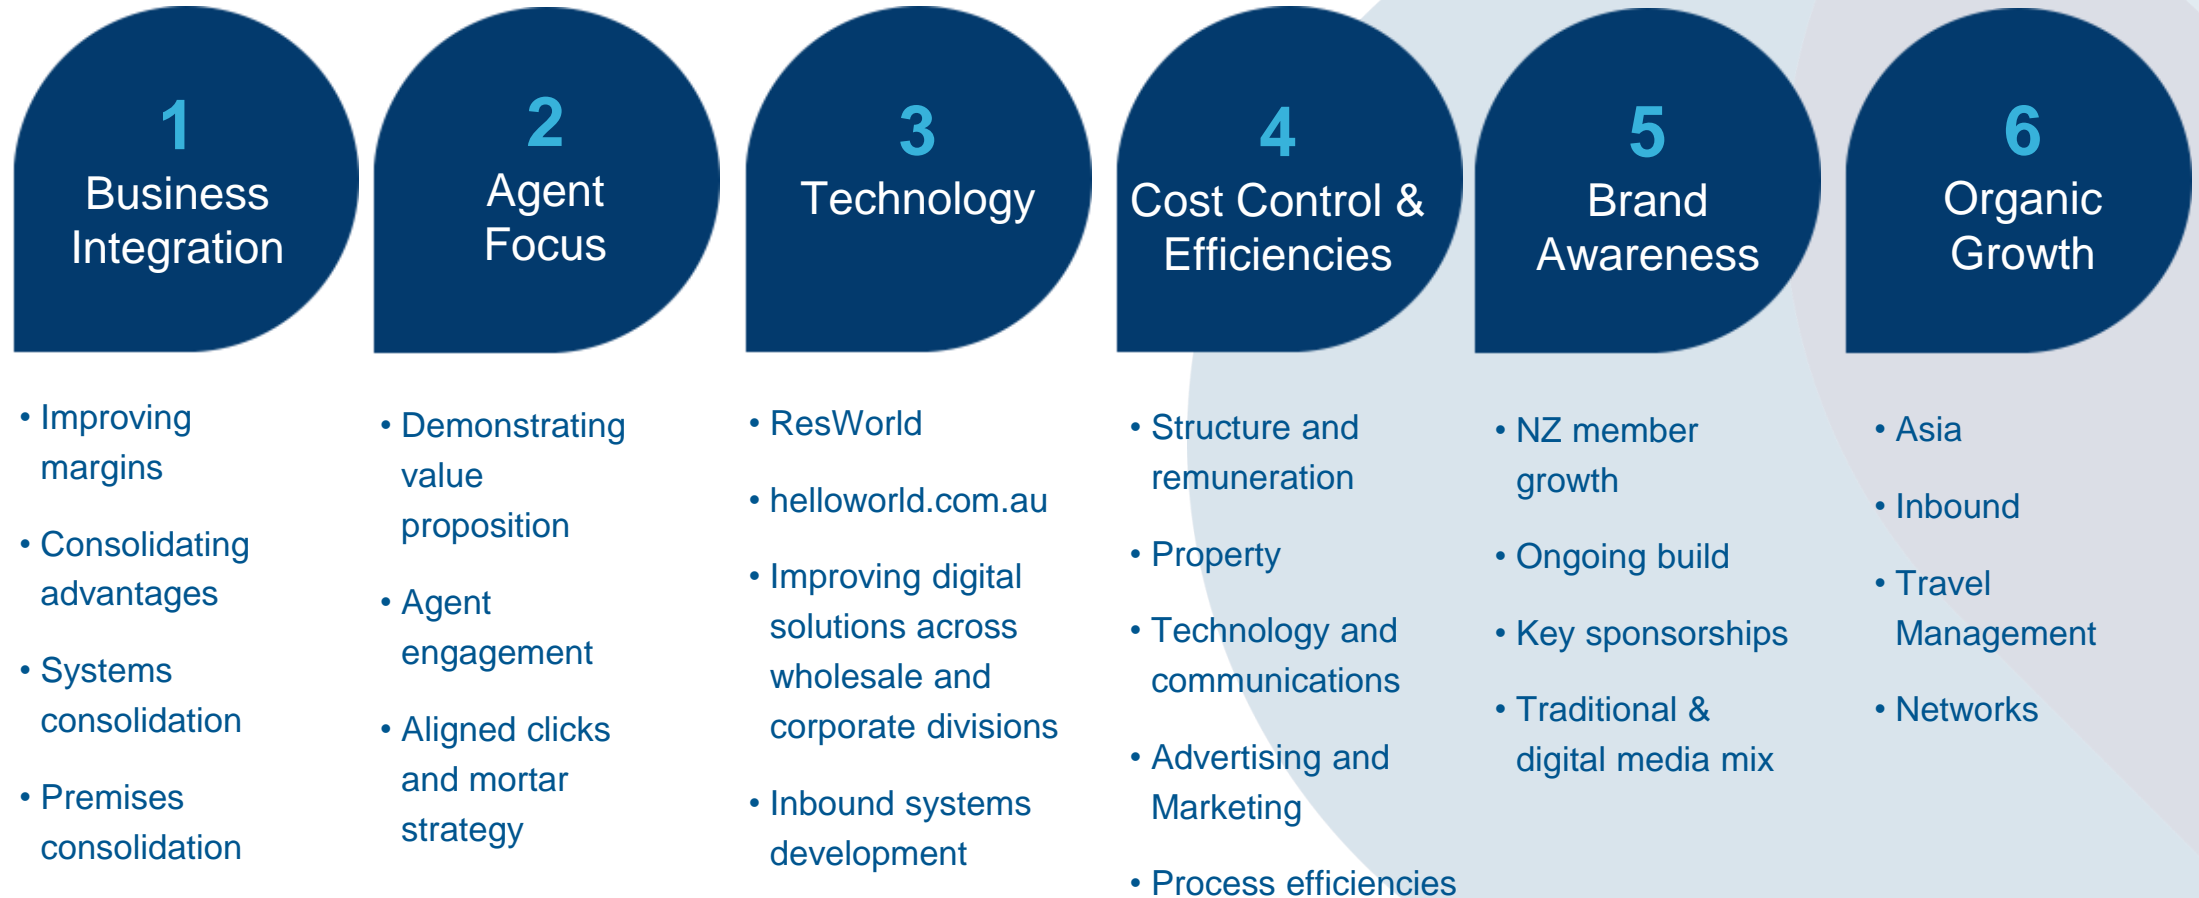 1
Business
Integration
• Improving
margins
• Consolidating
advantages
• Systems
consolidation
• Premises
consolidation
2
Agent
Focus
• Demonstrating
value
proposition
• Agent
engagement
• Aligned clicks
and mortar
strategy
3
Technology
• ResWorld
• helloworld.com.au
• Improving digital
solutions across
wholesale and
corporate divisions
• Inbound systems
development
4
Cost Control &
Efficiencies
• Structure and
remuneration
• Property
• Technology and
communications
• Advertising and
Marketing
• Process efficiencies
5
Brand
Awareness
• NZ member
growth
• Ongoing build
• Key sponsorships
• Traditional &
digital media mix
6
Organic
Growth
• Asia
• Inbound
• Travel
Management
• Networks